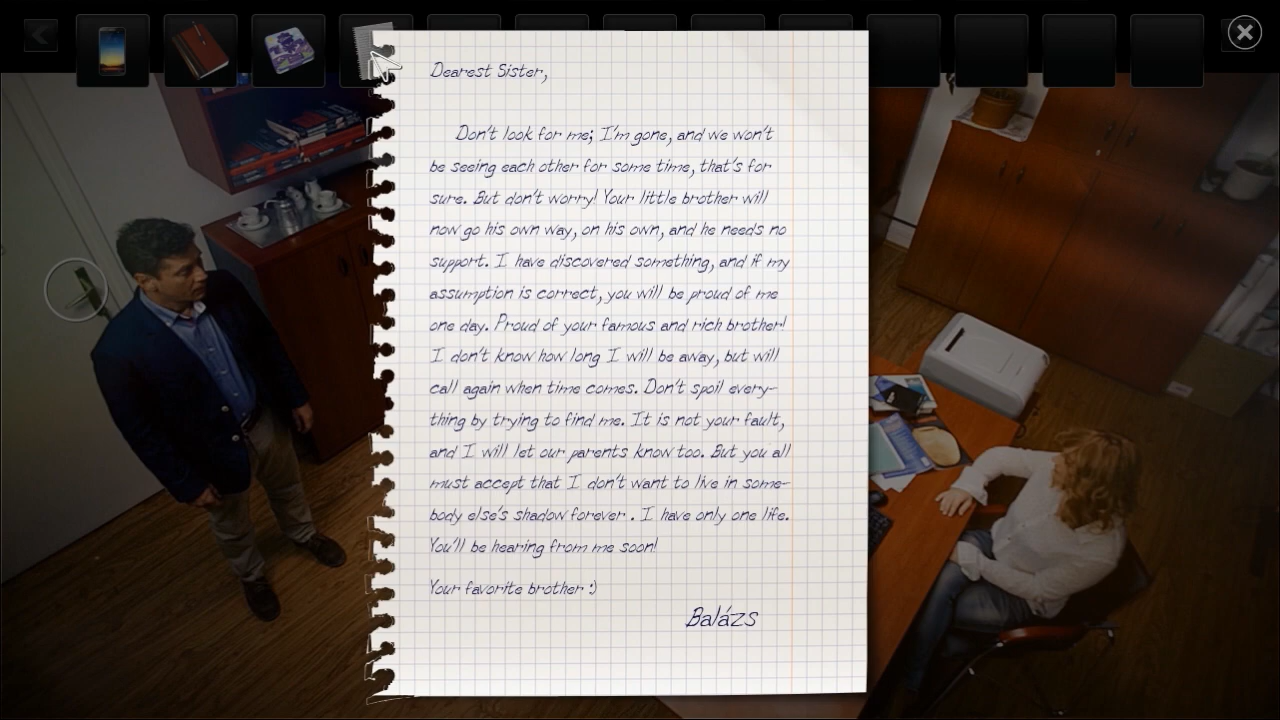 Dearest Sister,
Don't look for me; I'm gone, and we won't
be seeing each other for some time, that's for
sure. But don't worry! Your little brother will
now go his own way, on his own, and he needs no
support. I have discovered something, and if my
assumption is correct, you will be proud of me
one day. Proud of your famous and rich brother!
I don't know how long I will be away, but will
call again when time comes. Don't spoil every-
thing by trying to find me. It is not your fault,
and I will let our parents know too. But you all
must accept that I don't want to live in some-
body else's shadow forever . I have only one life.
You'll be hearing from me soon!
Your favorite brother :)
Balázs